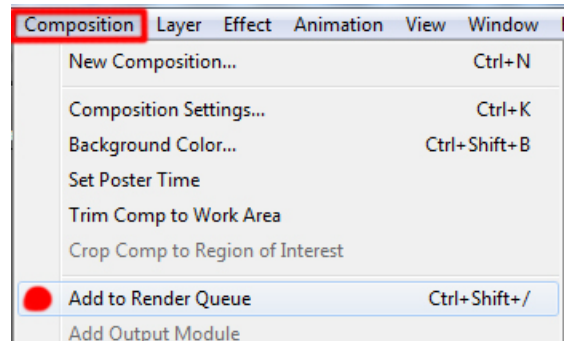 Composition Layer Effect Animation View Window
New Composition... Ctrl+N
Composition Settings... Ctrl+K
Background Color... Ctrl+Shift+B
Set Poster Time
Trim Comp to Work Area
Crop Comp to Region of Interest
Add to Render Queue Ctrl+Shift+/
Add Output Module